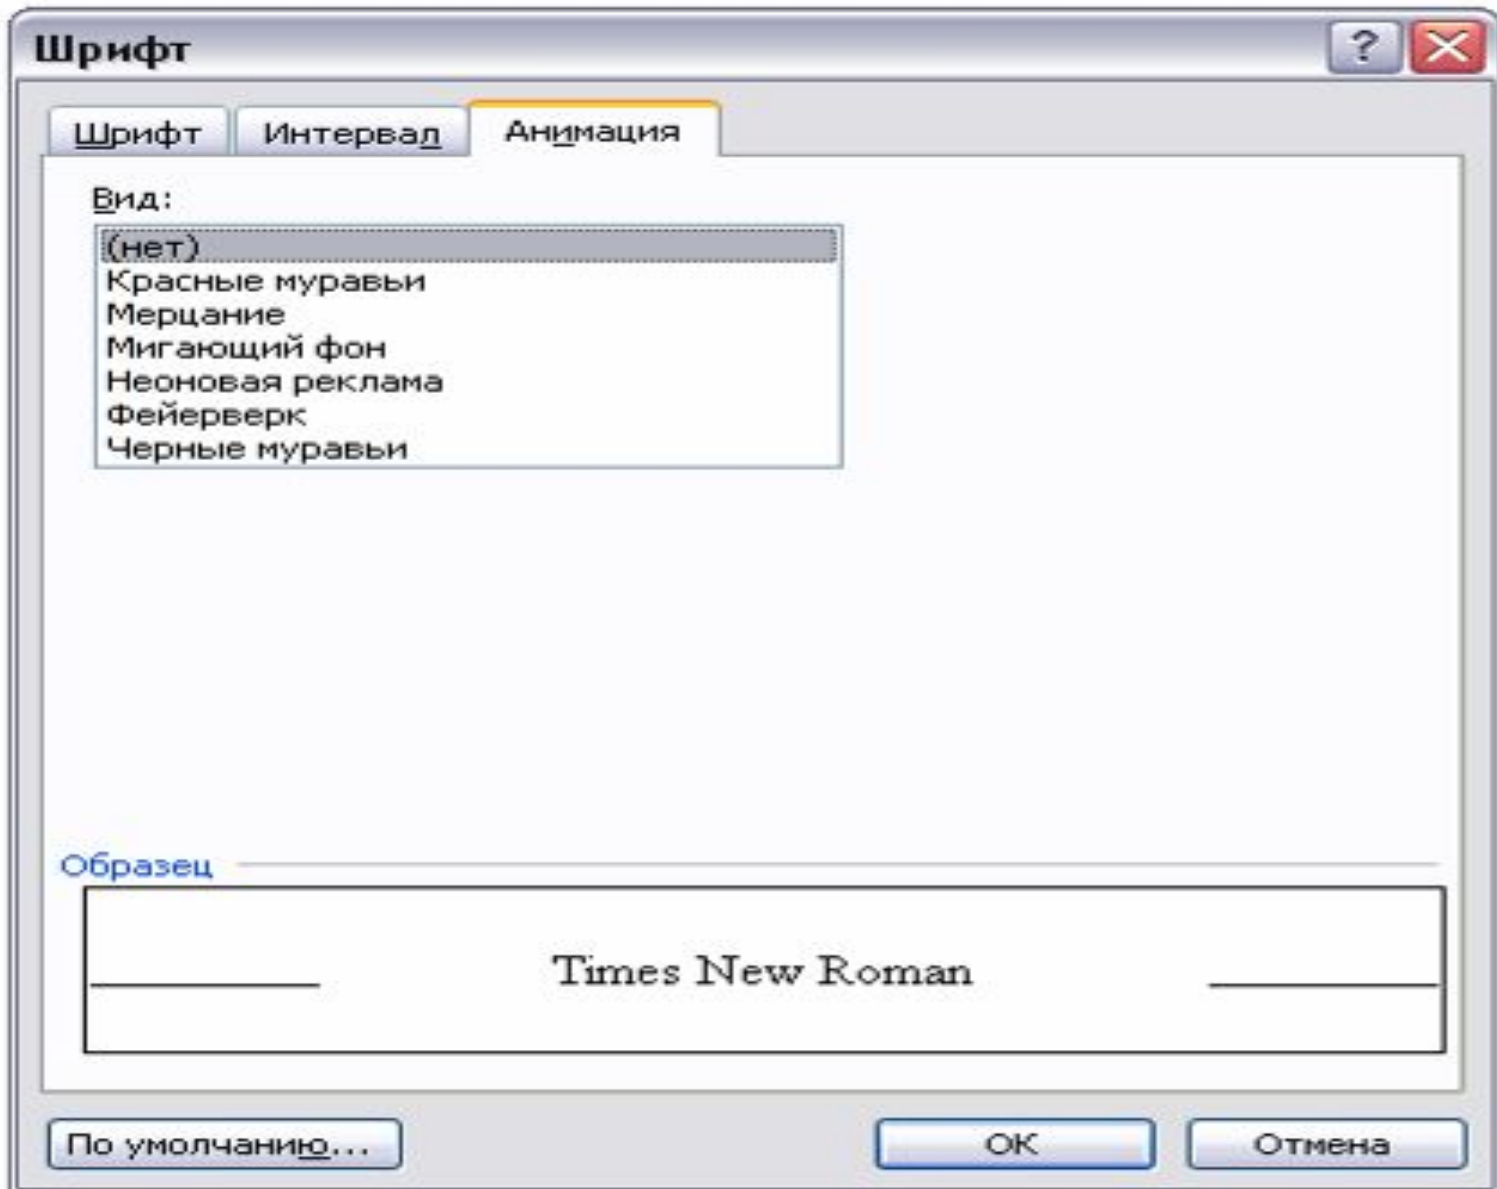 Шрифт
?
Шрифт Интервал Анимация
Вид:
(нет)
Красные муравьи
Мерцание
Мигающий фон
Неоновая реклама
Фейерверк
Черные муравьи
Образец
Times New Roman
По умолчанию... ОК Отмена